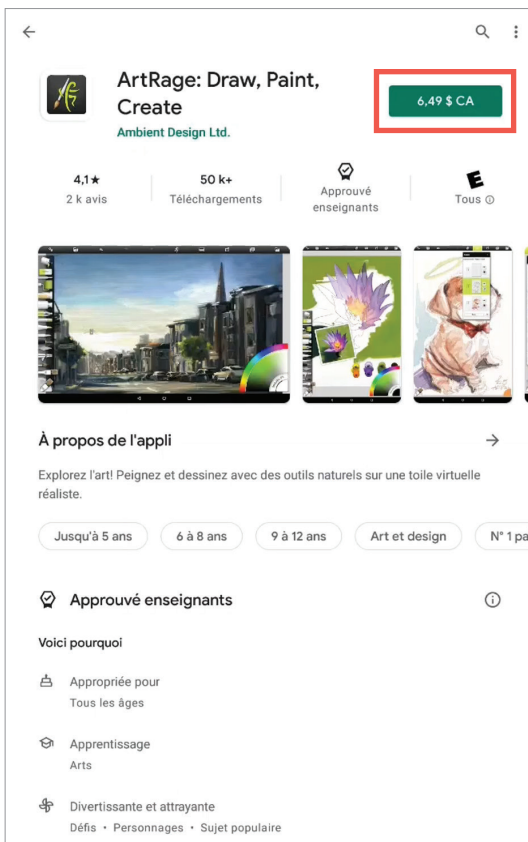 ArtRage: Draw, Paint,
Create
Ambient Design Ltd.
6,49 $ CA
4,1★
2 k avis
50 k+
Téléchargements
Approuvé
enseignants
E
Tous
À propos de l'appli
Explorez l'art! Peignez et dessinez avec des outils naturels sur une toile virtuelle
réaliste.
Jusqu'à 5 ans
6 à 8 ans
9 à 12 ans
Art et design
N° 1 pa
Approuvé enseignants
Voici pourquoi
Appropriée pour
Tous les âges
Apprentissage
Arts
Divertissante et attrayante
Défis • Personnages • Sujet populaire